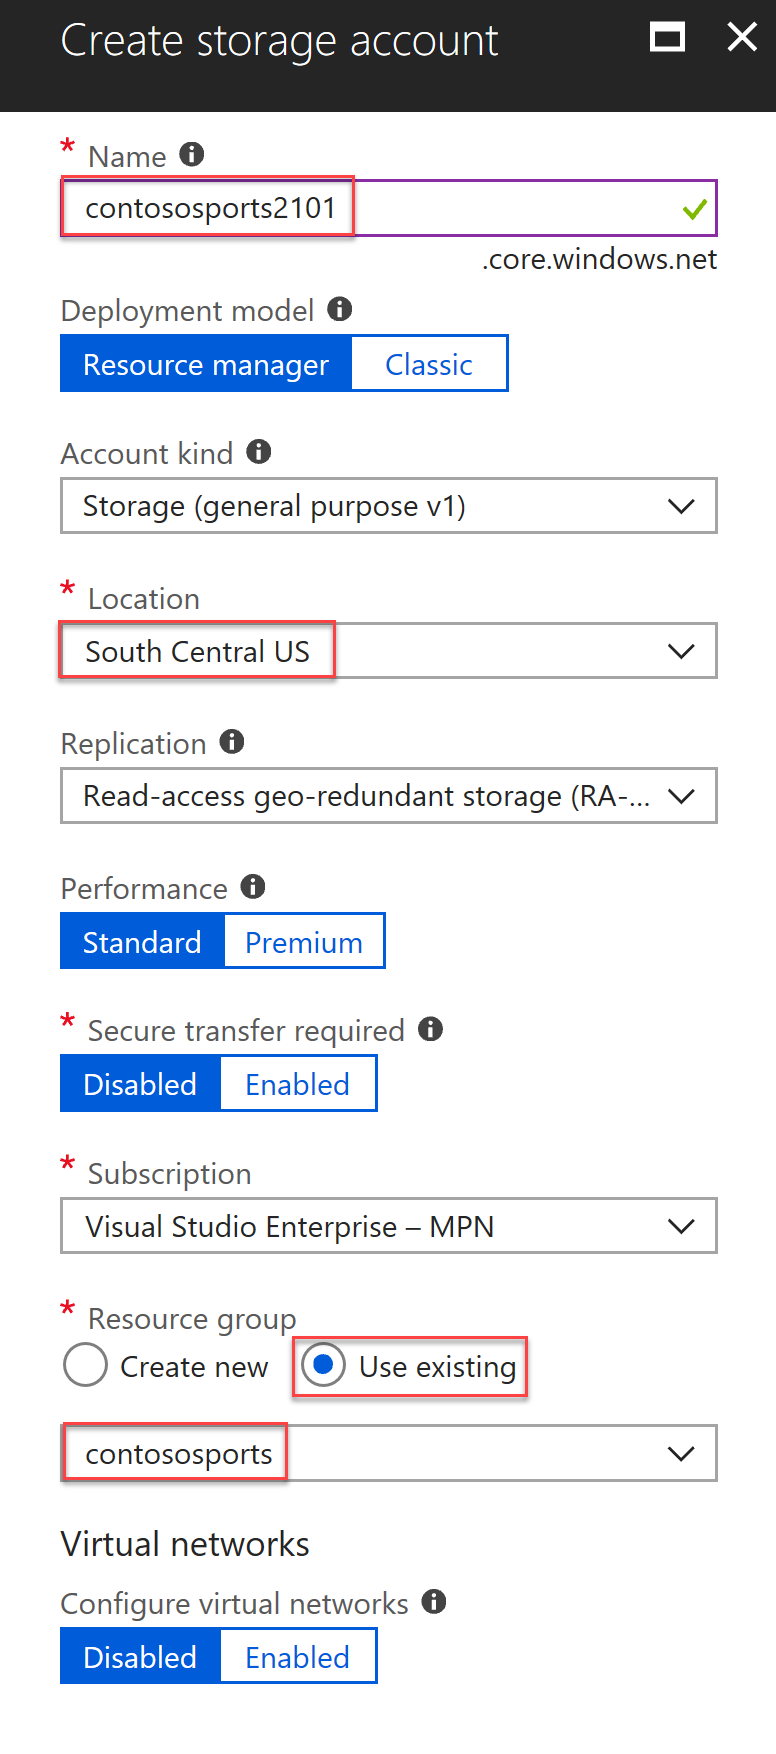 Create storage account
* Name
contososports2101
.core.windows.net
Deployment model
Resource manager Classic
Account kind
Storage (general purpose v1)
* Location
South Central US
Replication
Read-access geo-redundant storage (RA-...
Performance
Standard Premium
* Secure transfer required
Disabled Enabled
* Subscription
Visual Studio Enterprise – MPN
* Resource group
Create new Use existing
contososports
Virtual networks
Configure virtual networks
Disabled Enabled